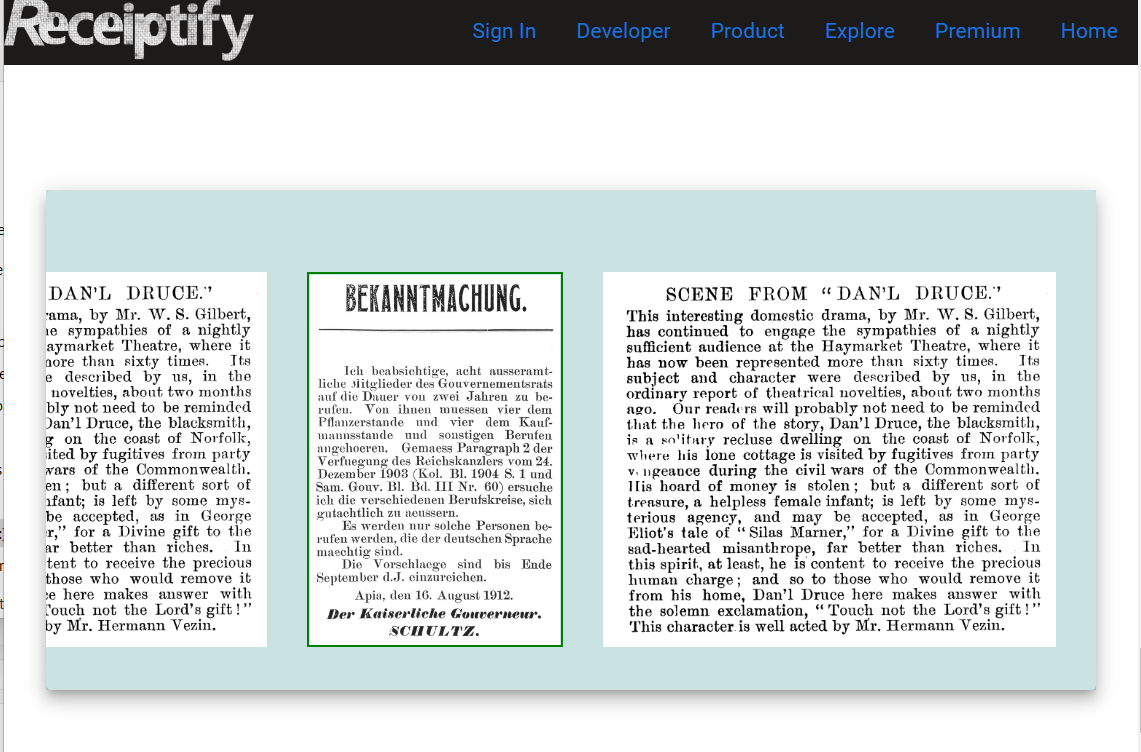 Receiptify
Sign In Developer Product Explore Premium Home
DAN'L DRUCE."
rama, by Mr. W. S. Gilbert,
he sympathies of a nightly
aymarket Theatre, where it
more than sixty times. Its
e described by us, in the
novelties, about two months
bly not need to be reminded
Dan'l Druce, the blacksmith,
g on the coast of Norfolk,
ited by fugitives from party
wars of the Commonwealth.
en; but a different sort of
nfant; is left by some mys-
be accepted, as in George
er," for a Divine gift to the
ar better than riches. In
tent to receive the precious
those who would remove it
ce here makes answer with
Touch not the Lord's gift!"
by Mr. Hermann Vezin.
BEKANNTMACHUNG.
Ich beabsichtige, acht ausseramt-
liche Mitglieder des Gouvernementsrats
auf die Dauer von zwei Jahren zu be-
rufen. Von ihnen muessen vier dem
Pflanzerstande und vier dem Kauf-
mannsstande und sonstigen Berufen
angehoeren. Gemaess Paragraph 2 der
Verfuegung des Reichskanzlers vom 24.
Dezember 1903 (Kol. Bl. 1904 S. 1 und
Sam. Gouv. Bl. Bd. III Nr. 60) ersuche
ich die verschiedenen Berufskreise, sich
gutachtlich zu aeussern.
Es werden nur solche Personen be-
rufen werden, die der deutschen Sprache
maechtig sind.
Die Vorschlaege sind bis Ende
September d.J. einzureichen.
Apia, den 16. August 1912.
Der Kaiserliche Gouverneur.
SCHULTZ.
SCENE FROM "DAN'L DRUCE."
This interesting domestic drama, by Mr. W. S. Gilbert,
has continued to engage the sympathies of a nightly
sufficient audience at the Haymarket Theatre, where it
has now been represented more than sixty times. Its
subject and character were described by us, in the
ordinary report of theatrical novelties, about two months
ago. Our readers will probably not need to be reminded
that the hero of the story, Dan'l Druce, the blacksmith,
is a solitary recluse dwelling on the coast of Norfolk,
where his lone cottage is visited by fugitives from party
vengeance during the civil wars of the Commonwealth.
His hoard of money is stolen; but a different sort of
treasure, a helpless female infant; is left by some mys-
terious agency, and may be accepted, as in George
Eliot's tale of "Silas Marner," for a Divine gift to the
sad-hearted misanthrope, far better than riches. In
this spirit, at least, he is content to receive the precious
human charge; and so to those who would remove it
from his home, Dan'l Druce here makes answer with
the solemn exclamation, "Touch not the Lord's gift!"
This character is well acted by Mr. Hermann Vezin.